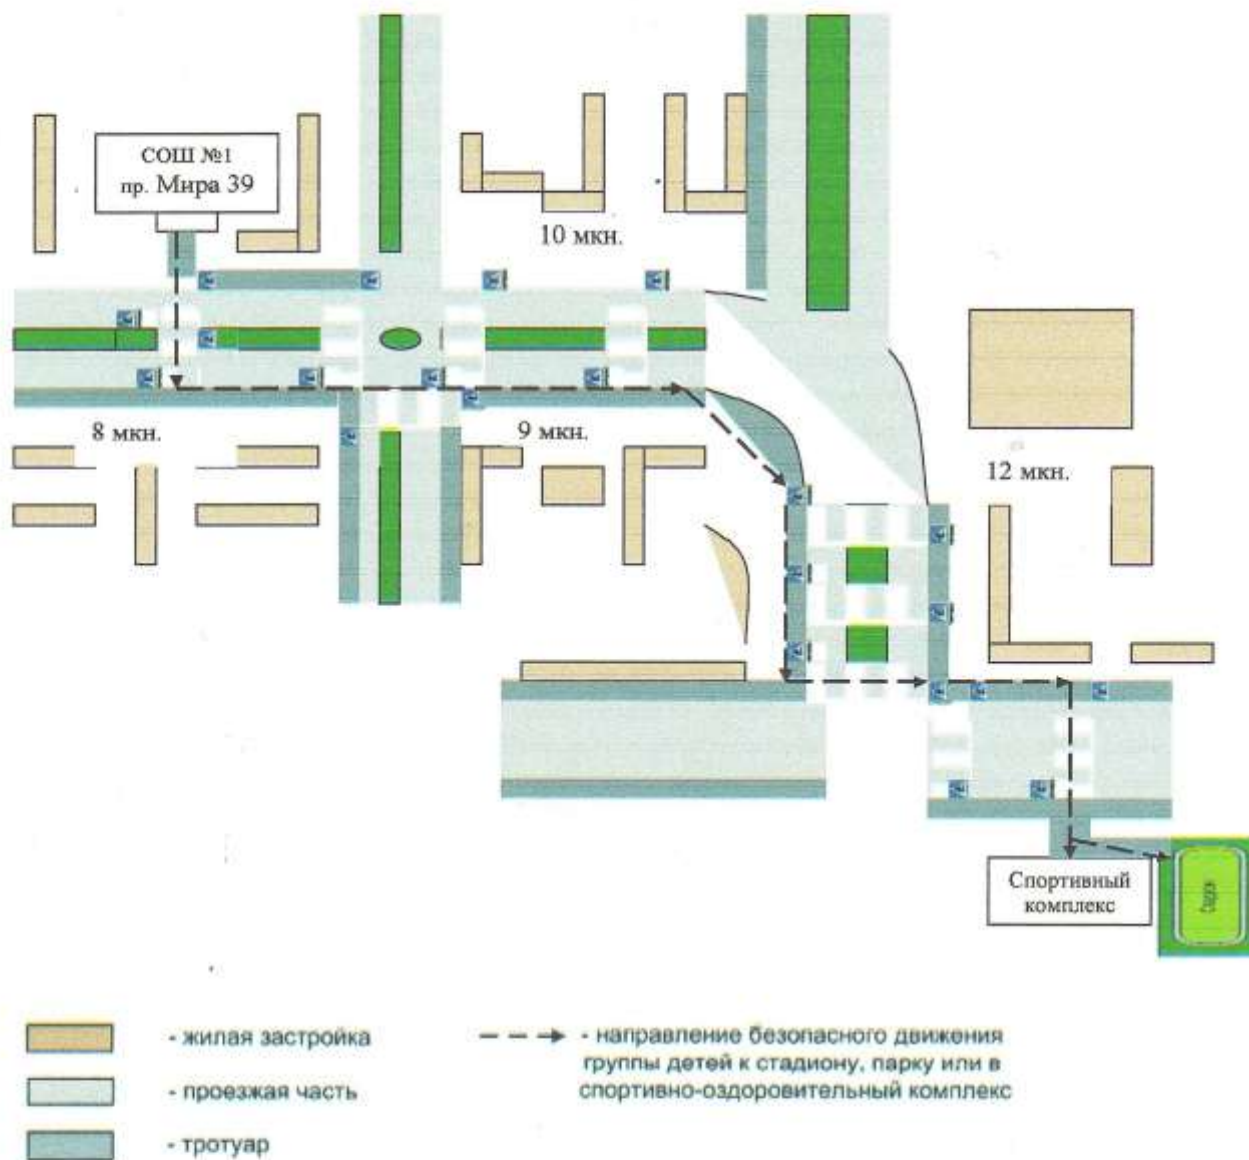 СОШ №1
пр. Мира 39
10 мкн.
8 мкн.
9 мкн.
12 мкн.
Спортивный
комплекс
Стадион
- жилая застройка
- проезжая часть
- тротуар
- направление безопасного движения
группы детей к стадиону, парку или в
спортивно-оздоровительный комплекс